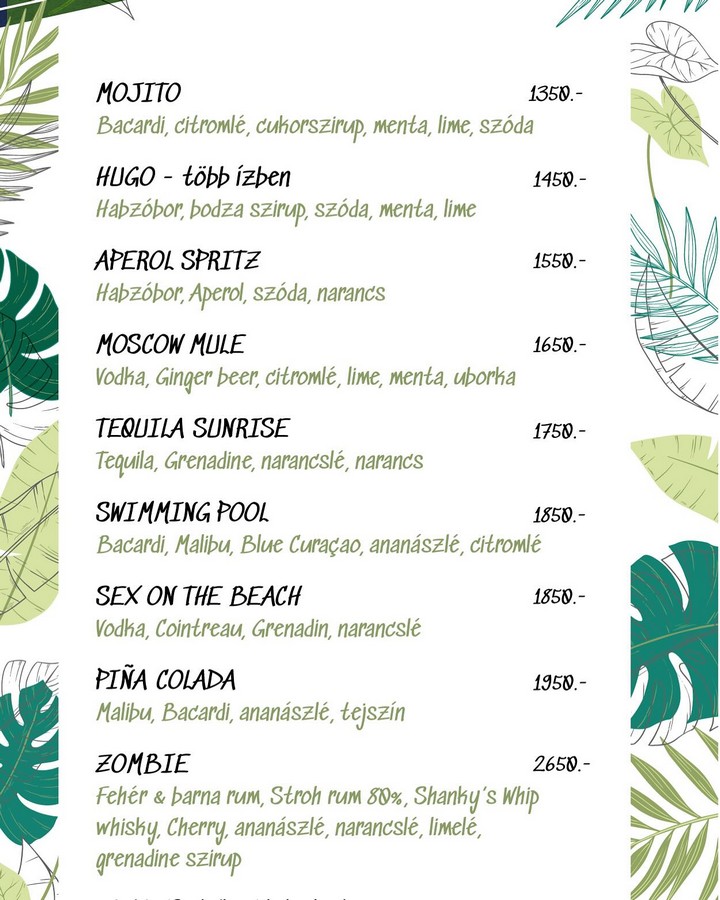 MOJITO 1350.-
Bacardi, citromlé, cukorszirup, menta, lime, szóda
HUGO - több ízben 1450.-
Habzóbor, bodza szirup, szóda, menta, lime
APEROL SPRITZ 1550.-
Habzóbor, Aperol, szóda, narancs
MOSCOW MULE 1650.-
Vodka, Ginger beer, citromlé, lime, menta, uborka
TEQUILA SUNRISE 1750.-
Tequila, Grenadine, narancslé, narancs
SWIMMING POOL 1850.-
Bacardi, Malibu, Blue Curaçao, ananászlé, citromlé
SEX ON THE BEACH 1850.-
Vodka, Cointreau, Grenadin, narancslé
PIÑA COLADA 1950.-
Malibu, Bacardi, ananászlé, tejszín
ZOMBIE 2650.-
Fehér & barna rum, Stroh rum 80%, Shanky's Whip
whisky, Cherry, ananászlé, narancslé, limelé,
grenadine szirup